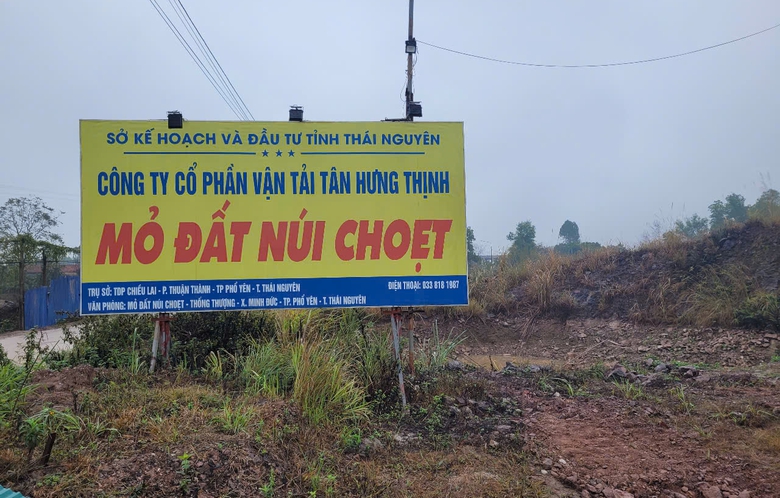 SỞ KẾ HOẠCH VÀ ĐẦU TƯ TỈNH THÁI NGUYÊN
CÔNG TY CỔ PHẦN VẬN TẢI TÂN HƯNG THỊNH
MỎ ĐẤT NÚI CHOẸT
TRỤ SỞ: TDP CHIỀU LAI - P. THUẬN THÀNH - TP PHỔ YÊN - T. THÁI NGUYÊN
ĐIỆN THOẠI: 033 818 1987
VĂN PHÒNG: MỎ ĐẤT NÚI CHOẸT - THỐNG THƯỢNG - X. MINH ĐỨC - TP. PHỔ YÊN - T. THÁI NGUYÊN